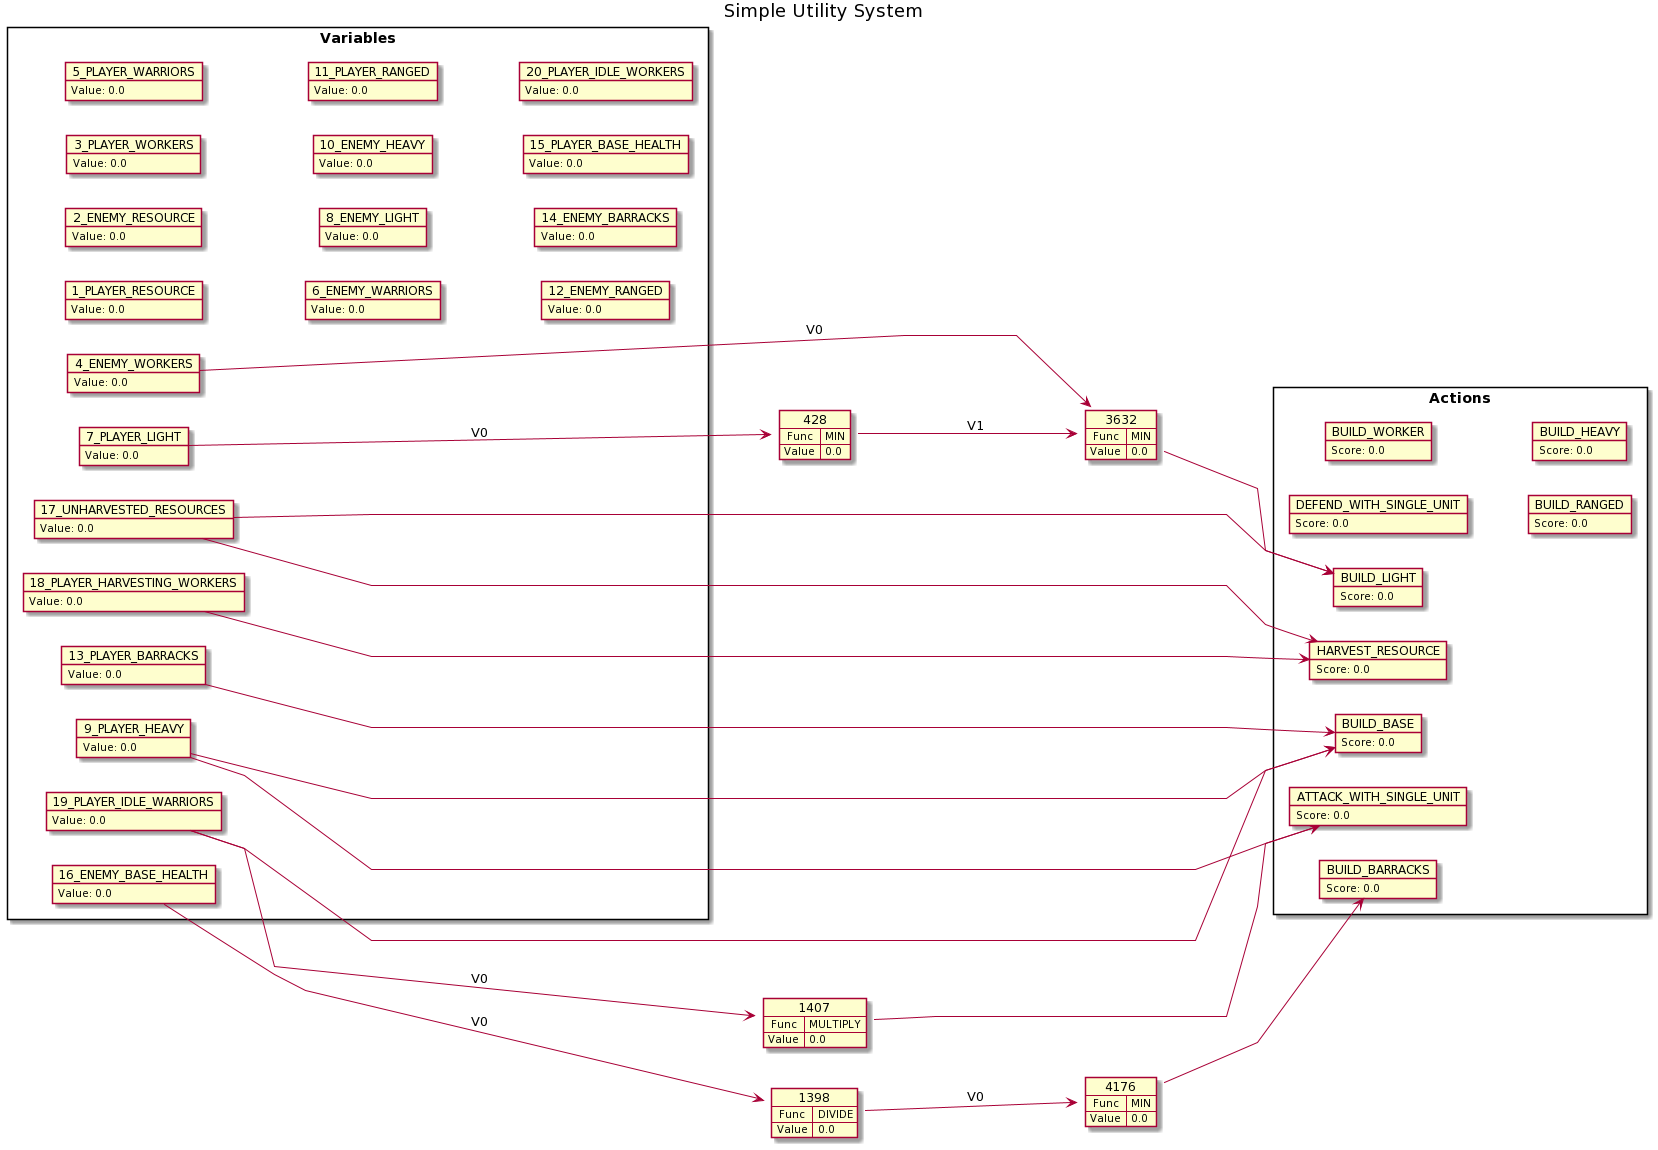 Simple Utility System
Variables
5_PLAYER_WARRIORS
Value: 0.0
11_PLAYER_RANGED
Value: 0.0
20_PLAYER_IDLE_WORKERS
Value: 0.0
3_PLAYER_WORKERS
Value: 0.0
10_ENEMY_HEAVY
Value: 0.0
15_PLAYER_BASE_HEALTH
Value: 0.0
2_ENEMY_RESOURCE
Value: 0.0
8_ENEMY_LIGHT
Value: 0.0
14_ENEMY_BARRACKS
Value: 0.0
1_PLAYER_RESOURCE
Value: 0.0
6_ENEMY_WARRIORS
Value: 0.0
12_ENEMY_RANGED
Value: 0.0
4_ENEMY_WORKERS
Value: 0.0
7_PLAYER_LIGHT
Value: 0.0
17_UNHARVESTED_RESOURCES
Value: 0.0
18_PLAYER_HARVESTING_WORKERS
Value: 0.0
13_PLAYER_BARRACKS
Value: 0.0
9_PLAYER_HEAVY
Value: 0.0
19_PLAYER_IDLE_WARRIORS
Value: 0.0
16_ENEMY_BASE_HEALTH
Value: 0.0
V0
V0
428
Func MIN
Value 0.0
V1
3632
Func MIN
Value 0.0
V0
1407
Func MULTIPLY
Value 0.0
V0
1398
Func DIVIDE
Value 0.0
V0
4176
Func MIN
Value 0.0
Actions
BUILD_WORKER
Score: 0.0
BUILD_HEAVY
Score: 0.0
DEFEND_WITH_SINGLE_UNIT
Score: 0.0
BUILD_RANGED
Score: 0.0
BUILD_LIGHT
Score: 0.0
HARVEST_RESOURCE
Score: 0.0
BUILD_BASE
Score: 0.0
ATTACK_WITH_SINGLE_UNIT
Score: 0.0
BUILD_BARRACKS
Score: 0.0